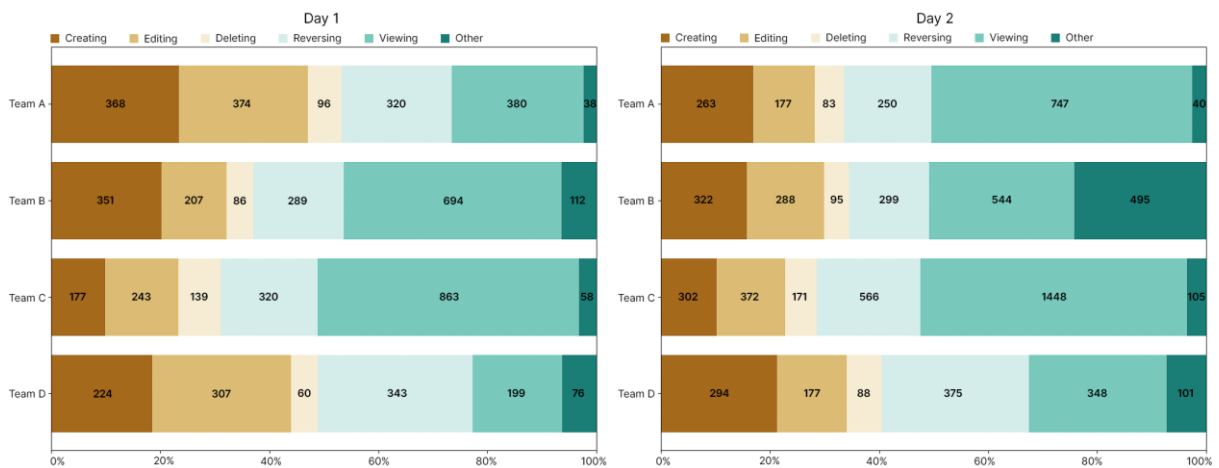 Day 1
Creating Editing Deleting Reversing Viewing Other
Team A 368 374 96 320 380 38
Team B 351 207 86 289 694 112
Team C 177 243 139 320 863 58
Team D 224 307 60 343 199 76
0% 20% 40% 60% 80% 100%
Day 2
Creating Editing Deleting Reversing Viewing Other
Team A 263 177 83 250 747 40
Team B 322 288 95 299 544 495
Team C 302 372 171 566 1448 105
Team D 294 177 88 375 348 101
0% 20% 40% 60% 80% 100%